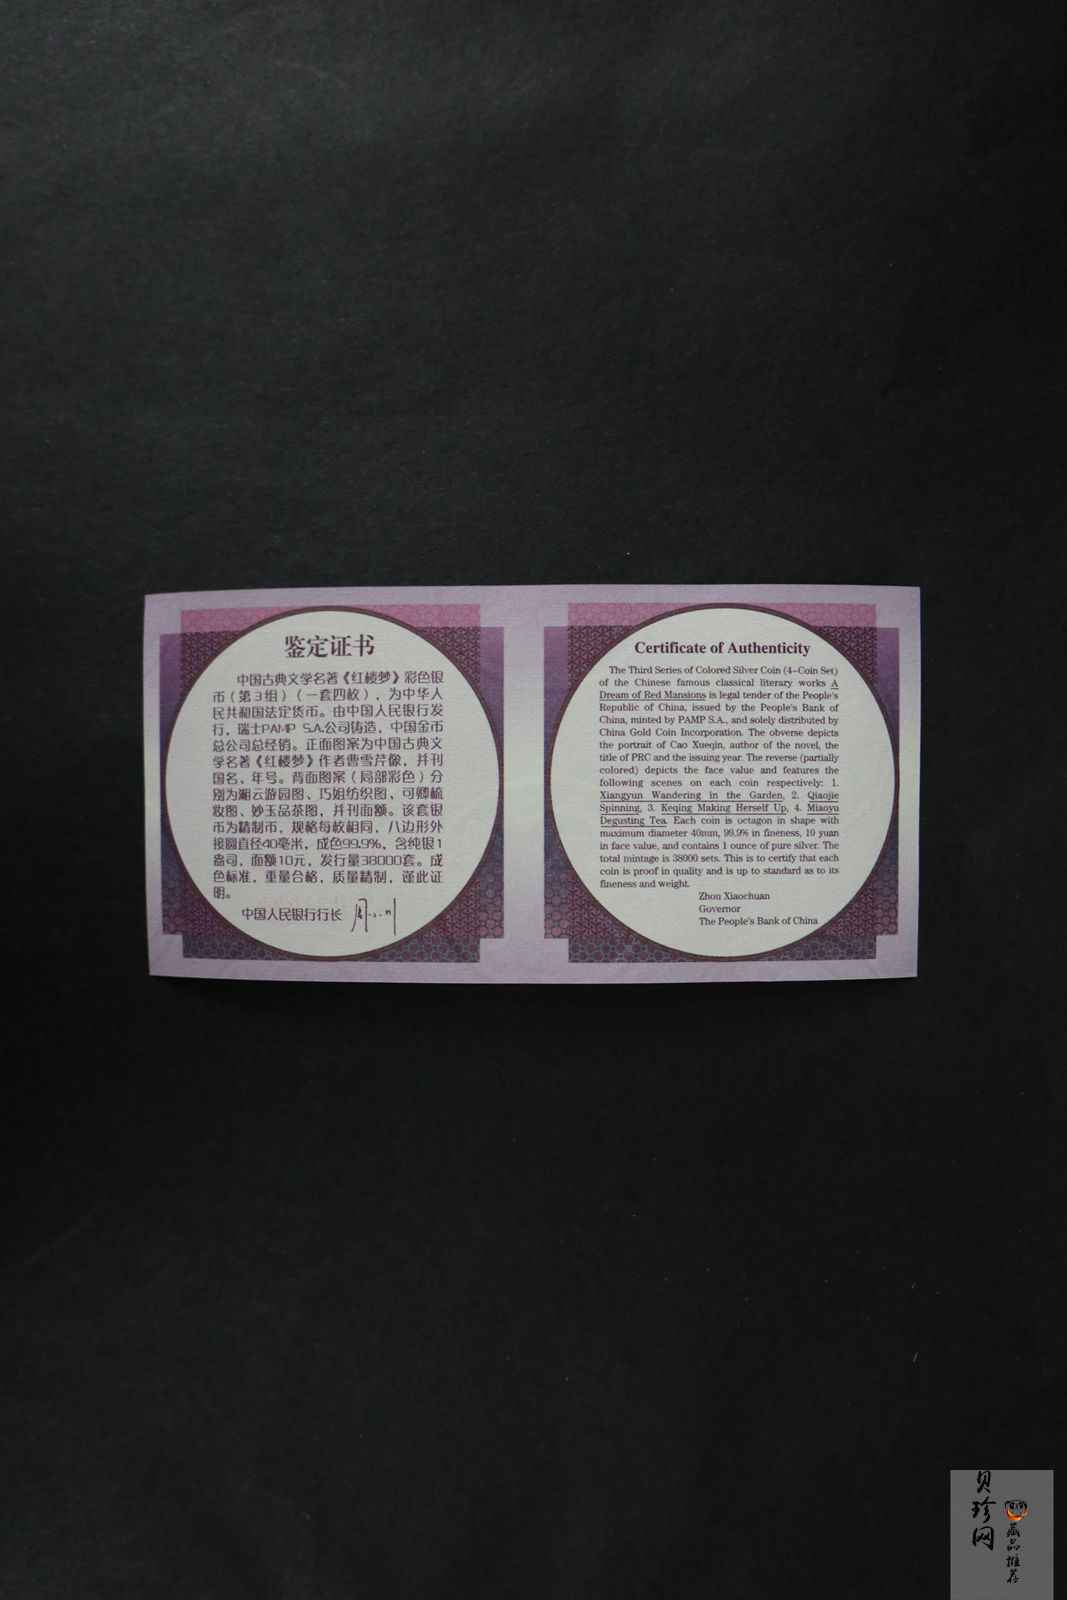 鉴定证书
中国古典文学名著《红楼梦》彩色银
币（第3组）（一套四枚），为中华人
民共和国法定货币。由中国人民银行发
行，瑞士PAMP S.A.公司铸造，中国金币
总公司总经销。正面图案为中国古典文
学名著《红楼梦》作者曹雪芹像，并刊
国名、年号。背面图案（局部彩色）分
别为湘云游园图、巧姐纺织图、可卿梳
妆图、妙玉品茶图，并刊面额。该套银
币为精制币，规格每枚相同，八边形外
接圆直径40毫米，成色99.9%，含纯银1
盎司，面额10元，发行量38000套。成
色标准，重量合格，质量精制，谨此证
明。
中国人民银行行长
Certificate of Authenticity
The Third Series of Colored Silver Coin (4-Coin Set)
of the Chinese famous classical literary works A
Dream of Red Mansions is legal tender of the People's
Republic of China, issued by the People's Bank of
China, minted by PAMP S.A., and solely distributed by
China Gold Coin Incorporation. The obverse depicts
the portrait of Cao Xueqin, author of the novel, the
title of PRC and the issuing year. The reverse (partially
colored) depicts the face value and features the
following scenes on each coin respectively: 1.
Xiangyun Wandering in the Garden, 2. Qiaojie
Spinning, 3. Keqing Making Herself Up, 4. Miaoyu
Degusting Tea. Each coin is octagon in shape with
maximum diameter 40mm, 99.9% in fineness, 10 yuan
in face value, and contains 1 ounce of pure silver. The
total mintage is 38000 sets. This is to certify that each
coin is proof in quality and is up to standard as to its
fineness and weight.
Zhou Xiaochuan
Governor
The People's Bank of China
贝珍网
藏品推荐